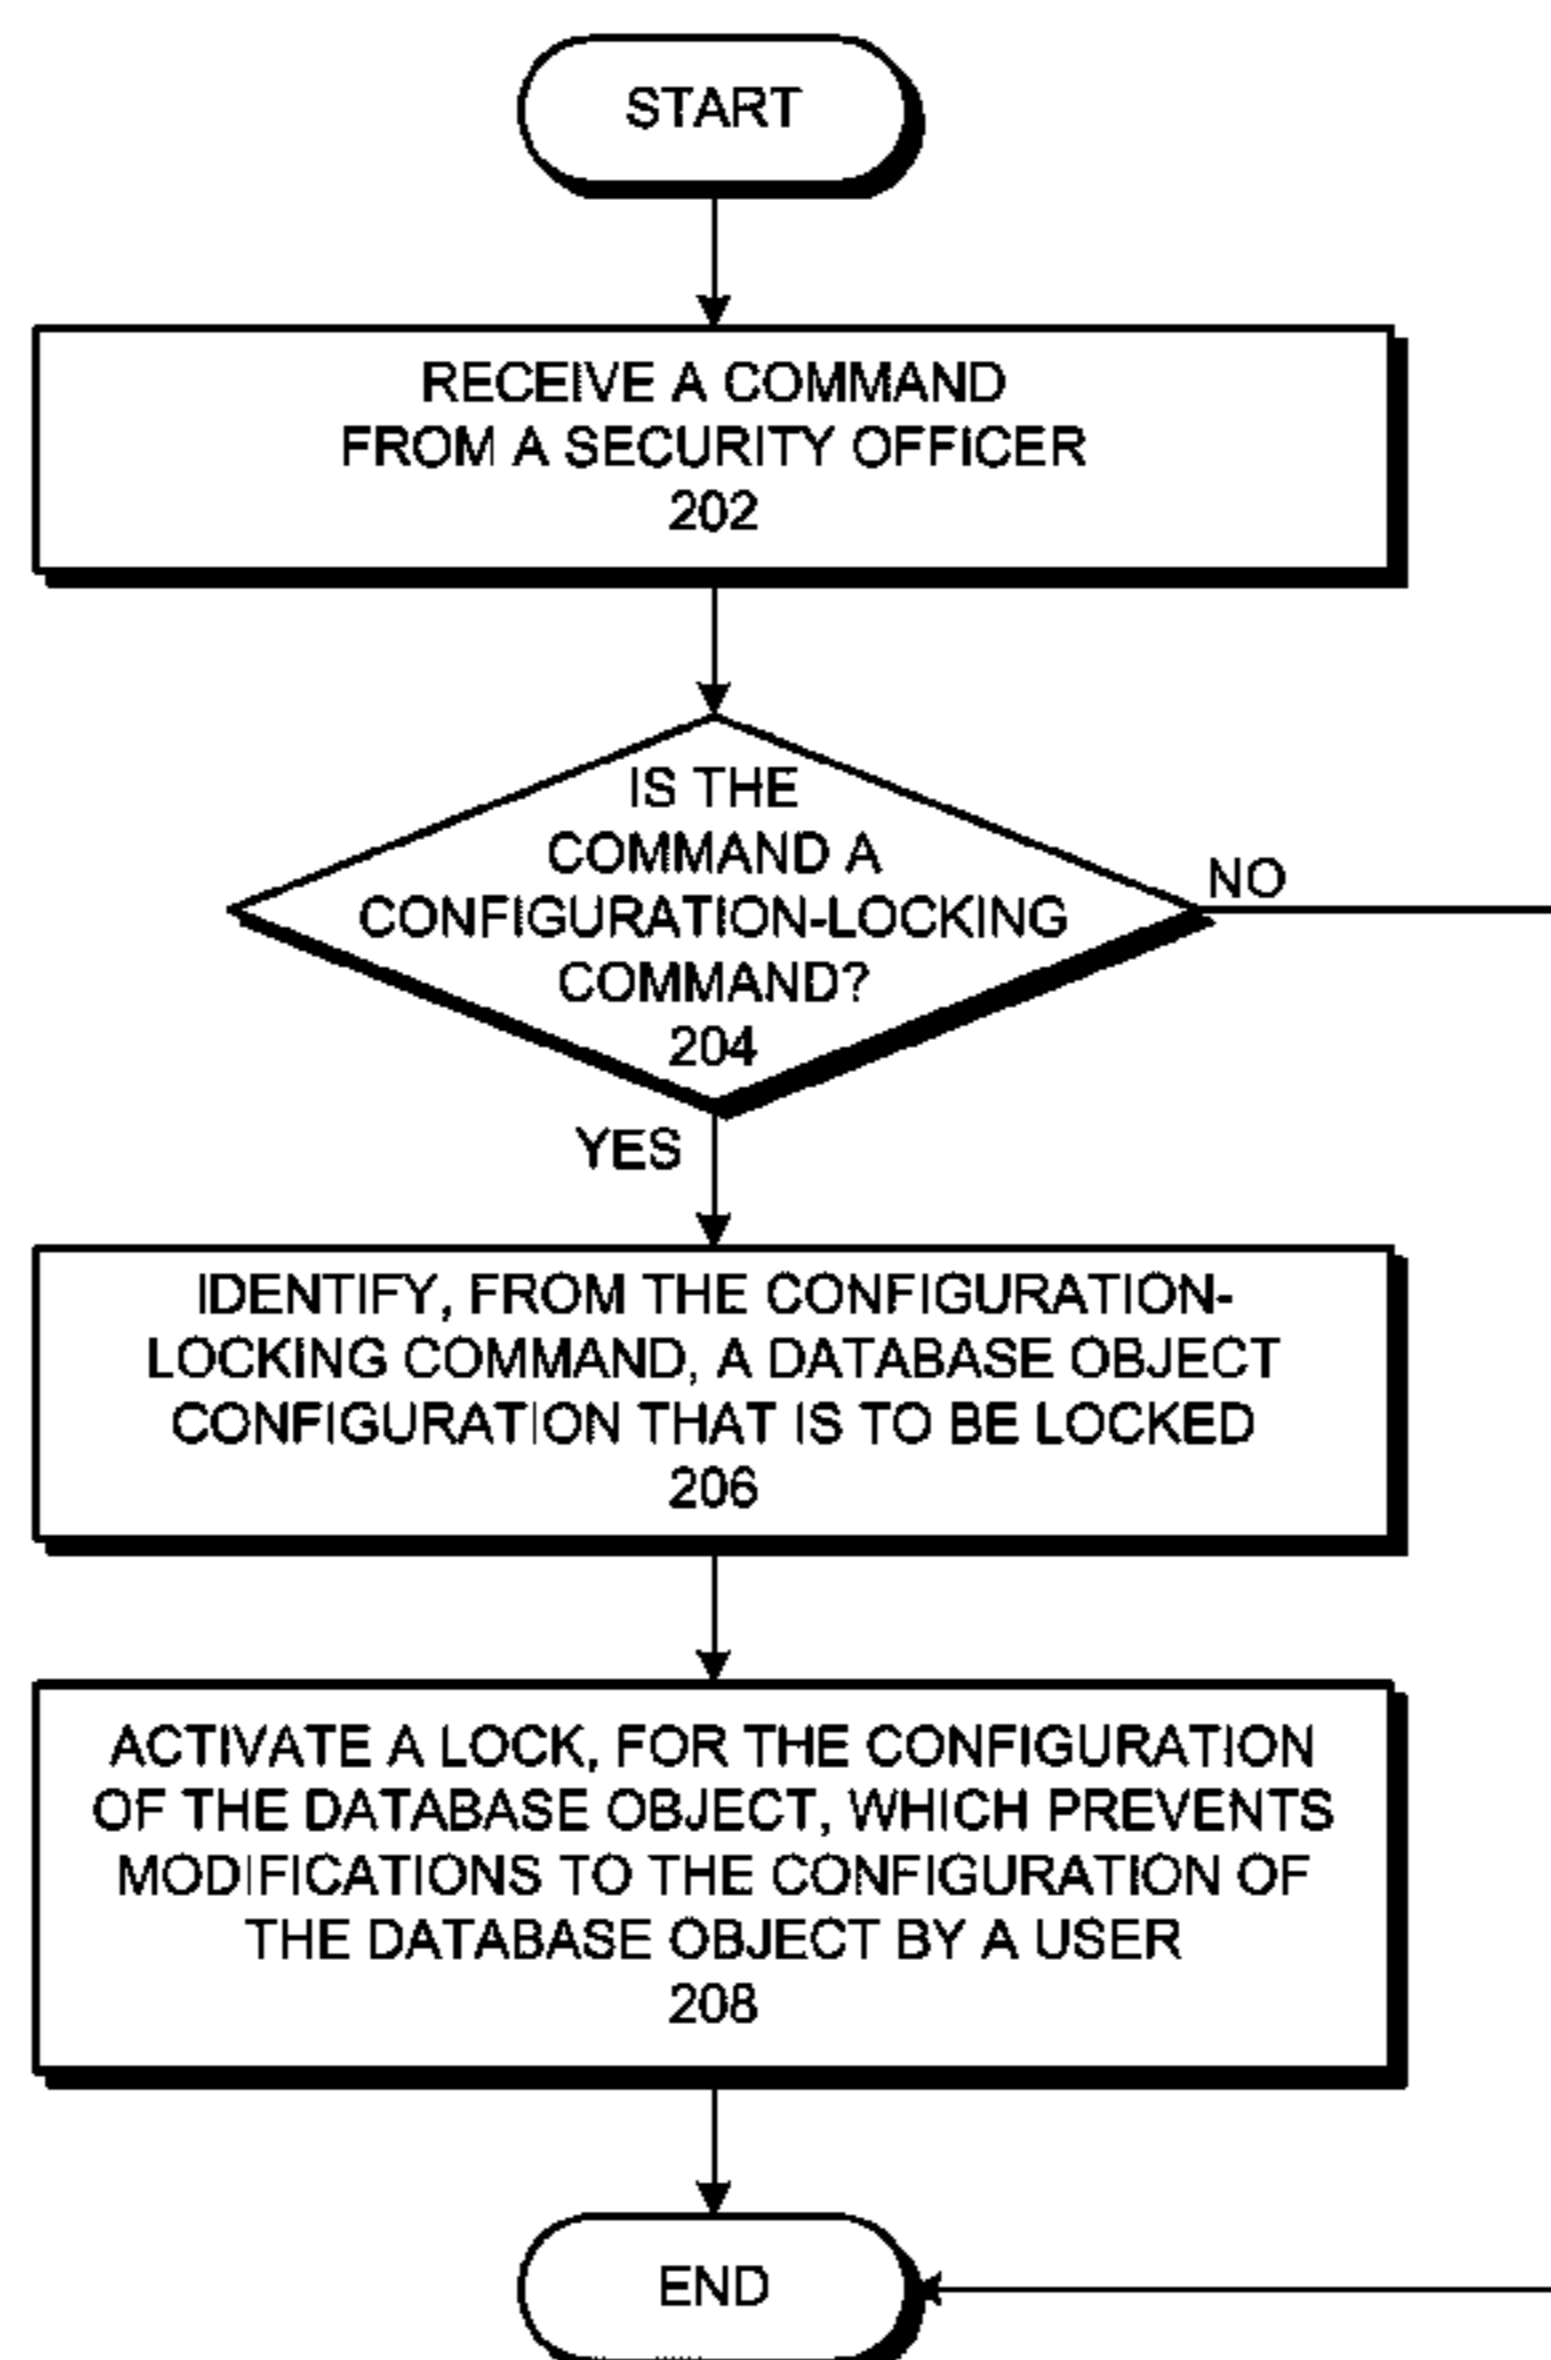 START
RECEIVE A COMMAND
FROM A SECURITY OFFICER
202
IS THE
COMMAND A
CONFIGURATION-LOCKING
COMMAND?
204
NO
YES
IDENTIFY, FROM THE CONFIGURATION-
LOCKING COMMAND, A DATABASE OBJECT
CONFIGURATION THAT IS TO BE LOCKED
206
ACTIVATE A LOCK, FOR THE CONFIGURATION
OF THE DATABASE OBJECT, WHICH PREVENTS
MODIFICATIONS TO THE CONFIGURATION OF
THE DATABASE OBJECT BY A USER
208
END